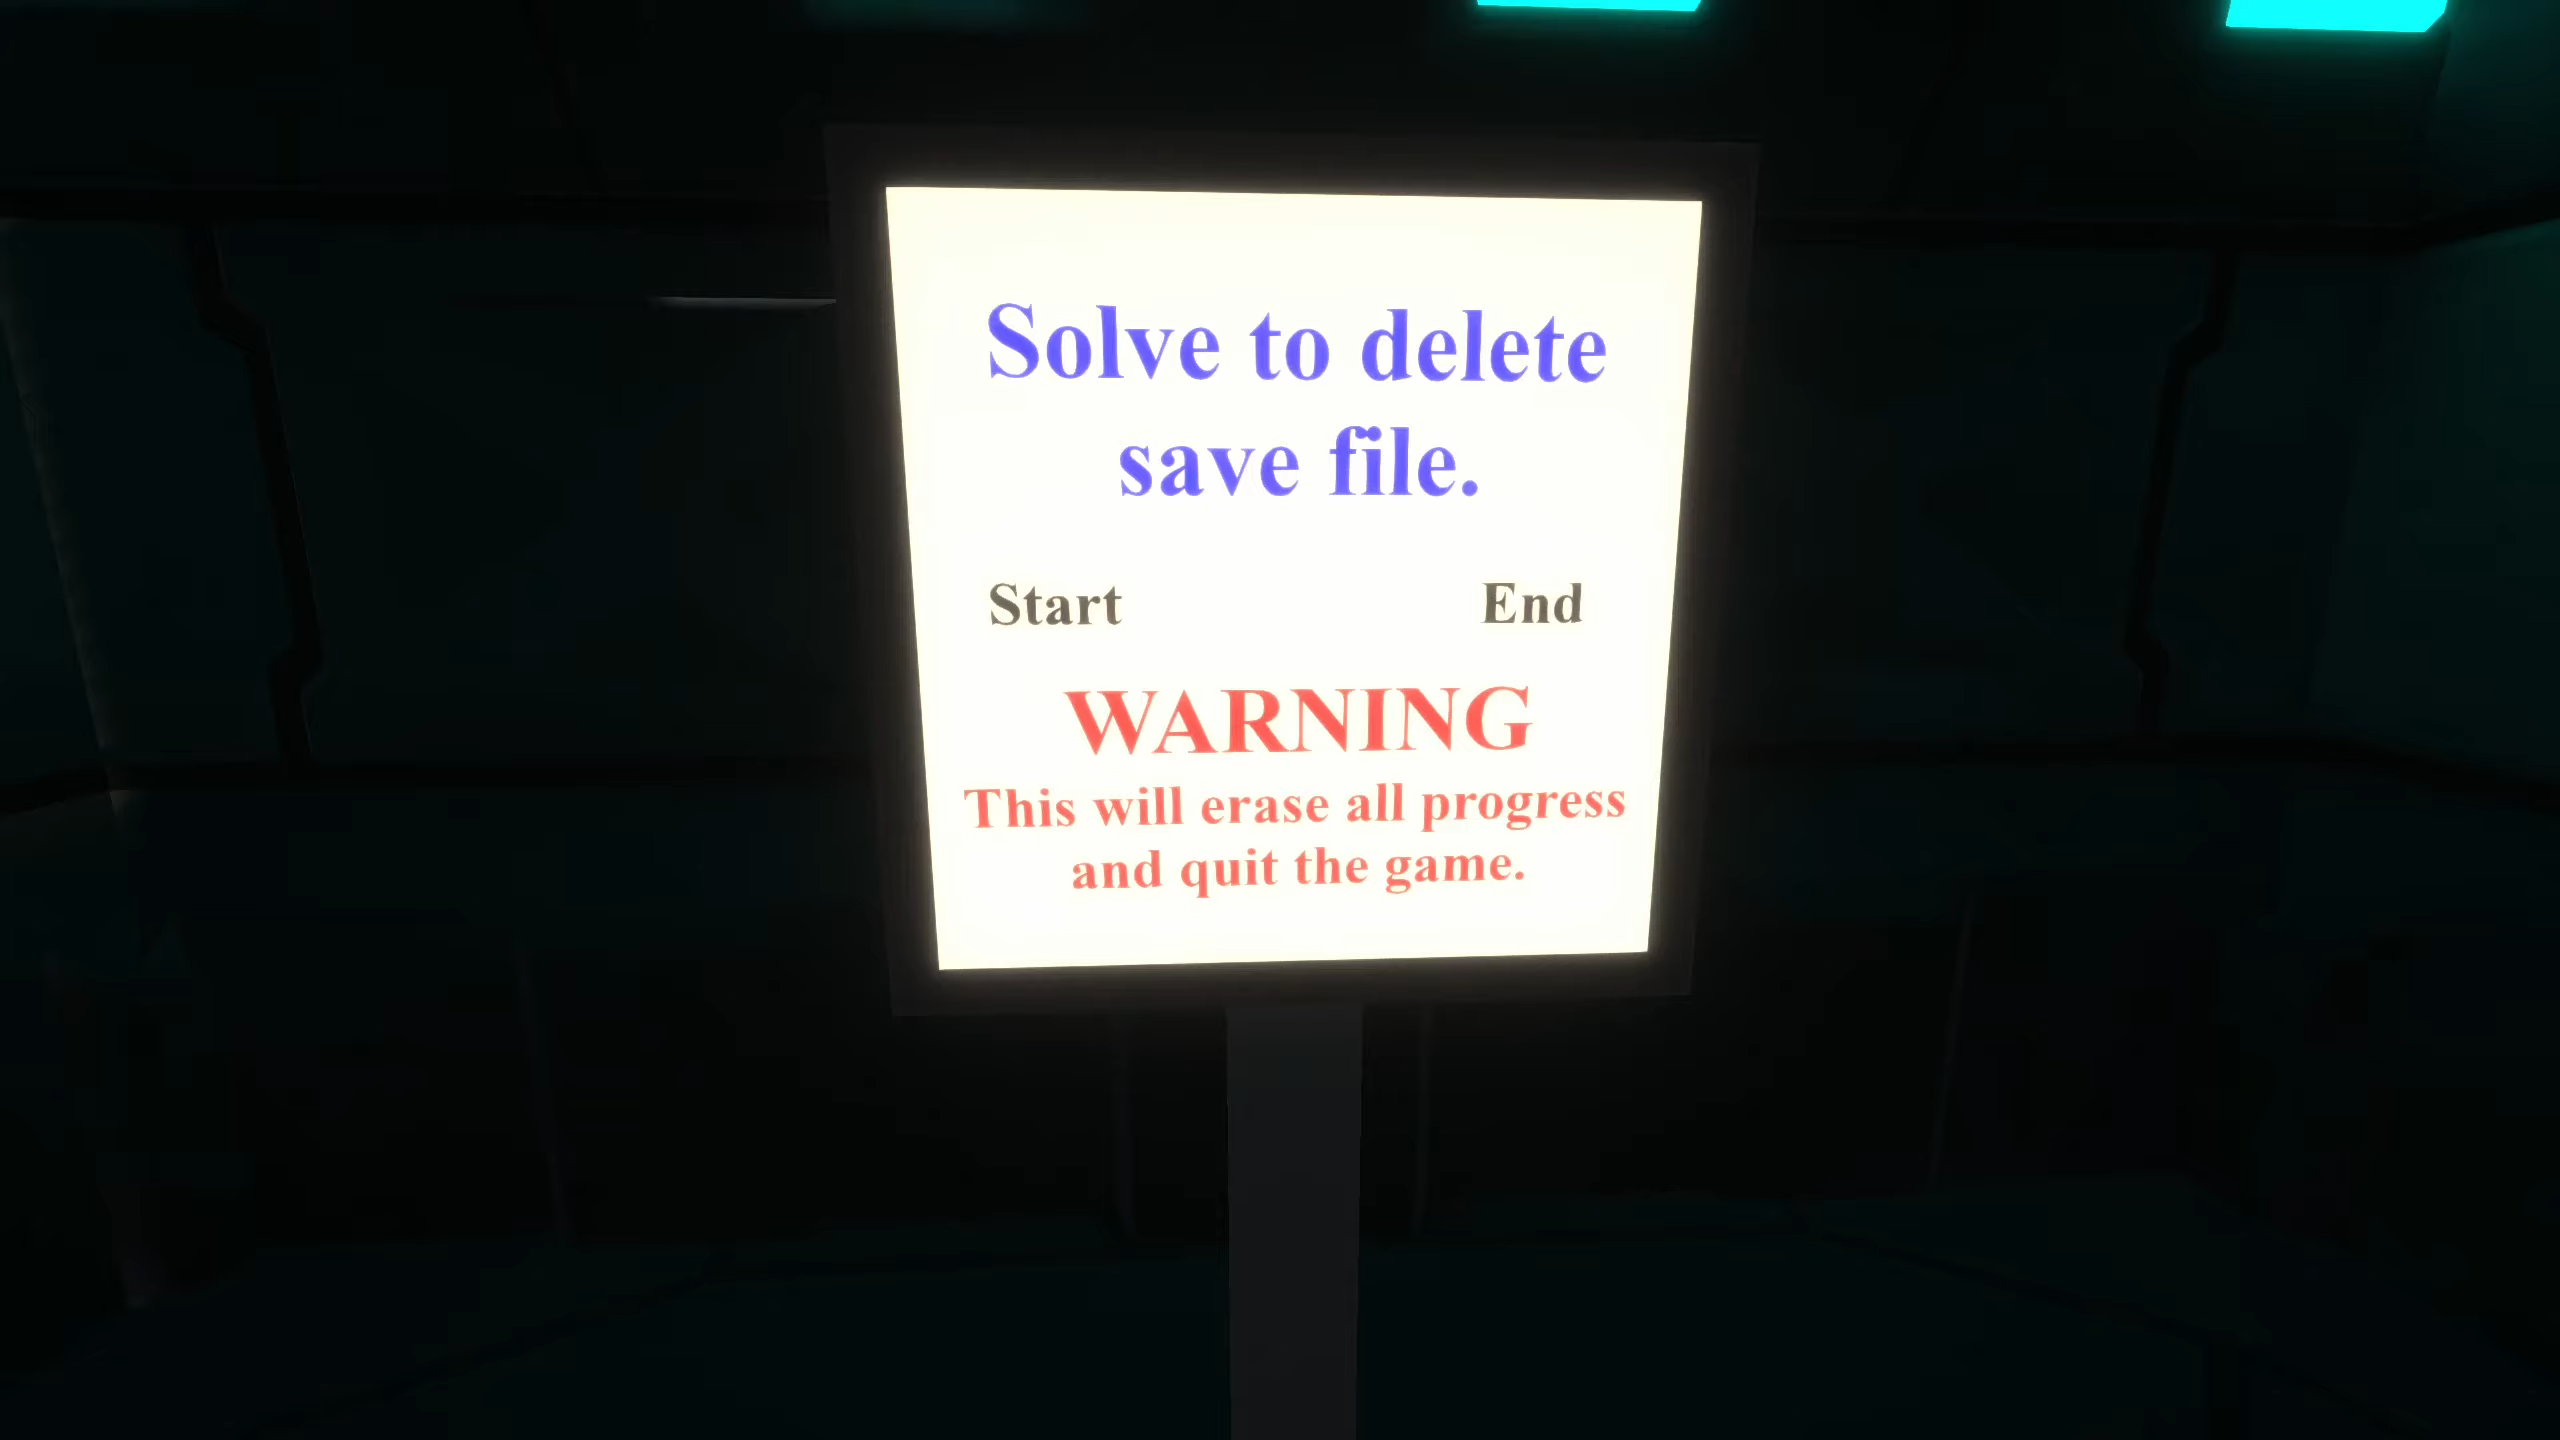 Solve to delete
save file.
Start End
WARNING
This will erase all progress
and quit the game.